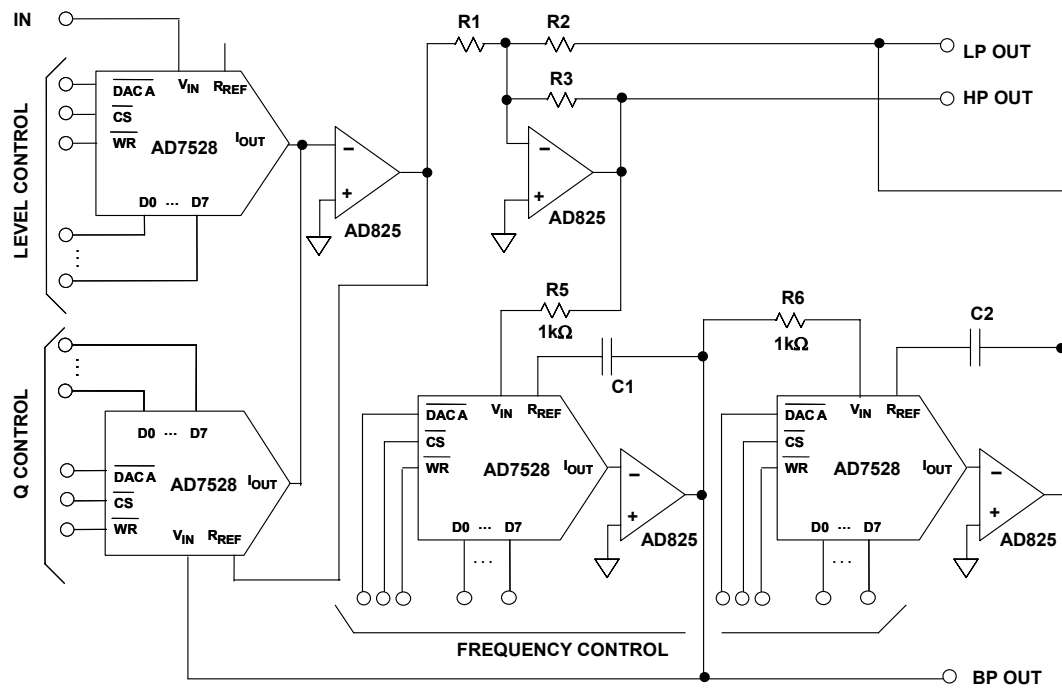 IN
LEVEL CONTROL
DAC A
CS
WR
VIN
RREF
IOUT
AD7528
D0 ... D7
AD825
R1
R2
R3
LP OUT
HP OUT
AD825
R5
1kΩ
R6
1kΩ
C1
C2
Q CONTROL
D0 ... D7
DAC A
CS
WR
AD7528
IOUT
VIN
RREF
DAC A
CS
WR
VIN
RREF
IOUT
AD7528
D0 ... D7
AD825
DAC A
CS
WR
VIN
RREF
IOUT
AD7528
D0 ... D7
AD825
FREQUENCY CONTROL
BP OUT